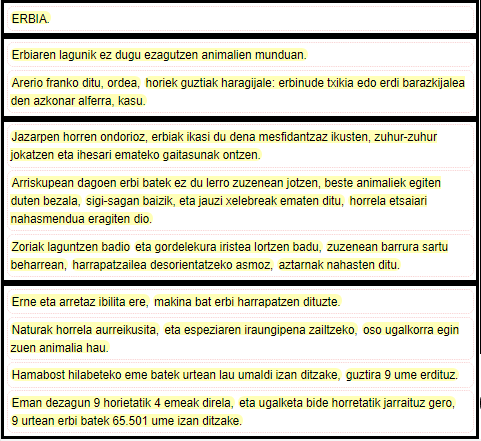 ERBIA.
Erbiaren lagunik ez dugu ezagutzen animalien munduan.
Arerio franko ditu, ordea, horiek guztiak haragijale: erbinude txikia edo erdi barazkijalea
den azkonar alferra, kasu.
Jazarpen horren ondorioz, erbiak ikasi du dena mesfidantzaz ikusten, zuhur-zuhur
jokatzen eta ihesari emateko gaitasunak ontzen.
Arriskupean dagoen erbi batek ez du lerro zuzenean jotzen, beste animaliek egiten
duten bezala, sigi-sagan baizik, eta jauzi xelebreak ematen ditu, horrela etsaiari
nahasmendua eragiten dio.
Zoriak laguntzen badio eta gordelekura iristea lortzen badu, zuzenean barrura sartu
beharrean, harrapatzailea desorientatzeko asmoz, aztarnak nahasten ditu.
Erne eta arretaz ibilita ere, makina bat erbi harrapatzen dituzte.
Naturak horrela aurreikusita, eta espeziaren iraungipena zailtzeko, oso ugalkorra egin
zuen animalia hau.
Hamabost hilabeteko eme batek urtean lau umaldi izan ditzake, guztira 9 ume erdituz.
Eman dezagun 9 horietatik 4 emeak direla, eta ugalketa bide horretatik jarraituz gero,
9 urtean erbi batek 65.501 ume izan ditzake.